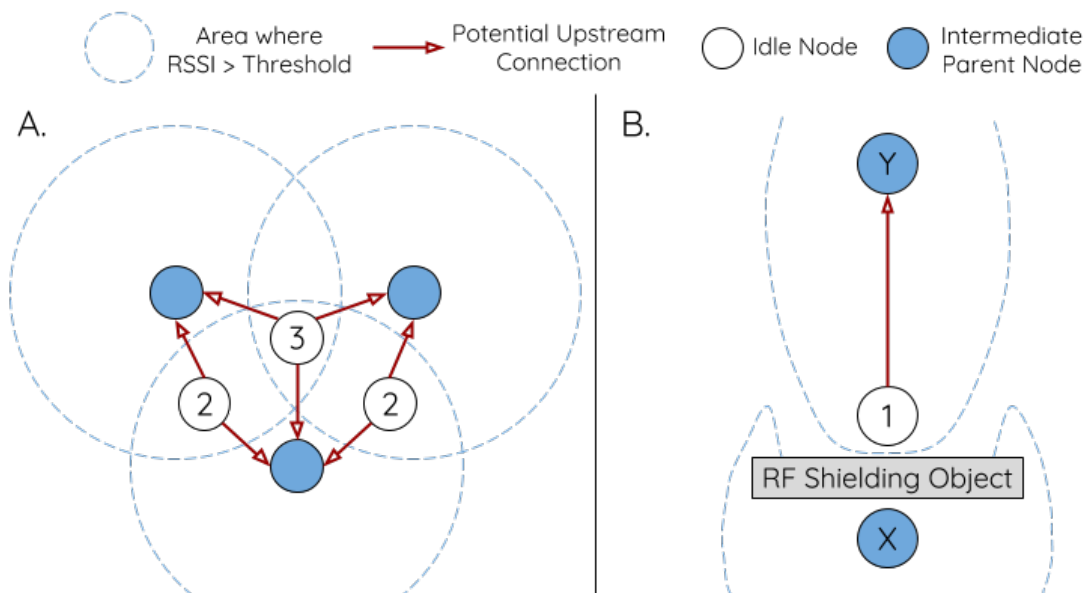 Area where
RSSI > Threshold
Potential Upstream
Connection
Idle Node
Intermediate
Parent Node
A.
3
2
2
B.
Y
1
RF Shielding Object
X